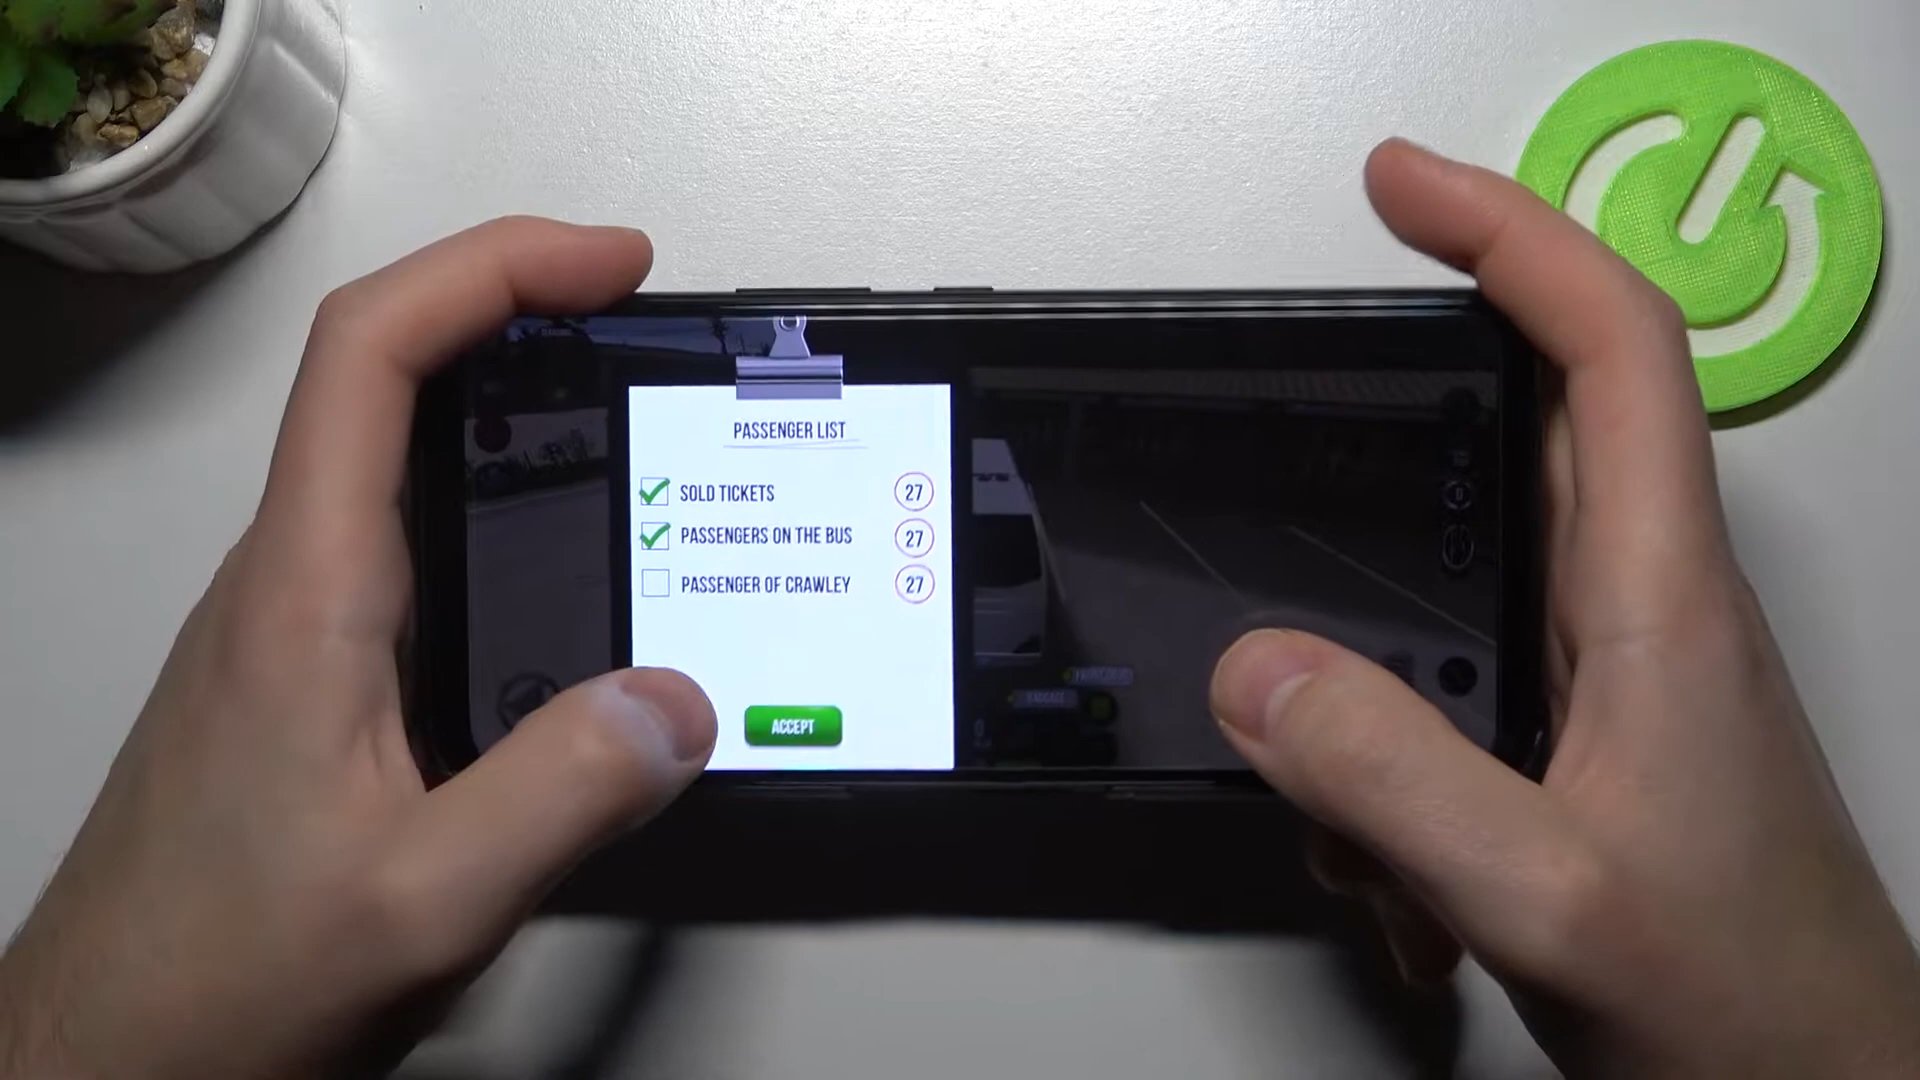 PASSENGER LIST
SOLD TICKETS 27
PASSENGERS ON THE BUS 27
PASSENGER OF CRAWLEY 27
ACCEPT